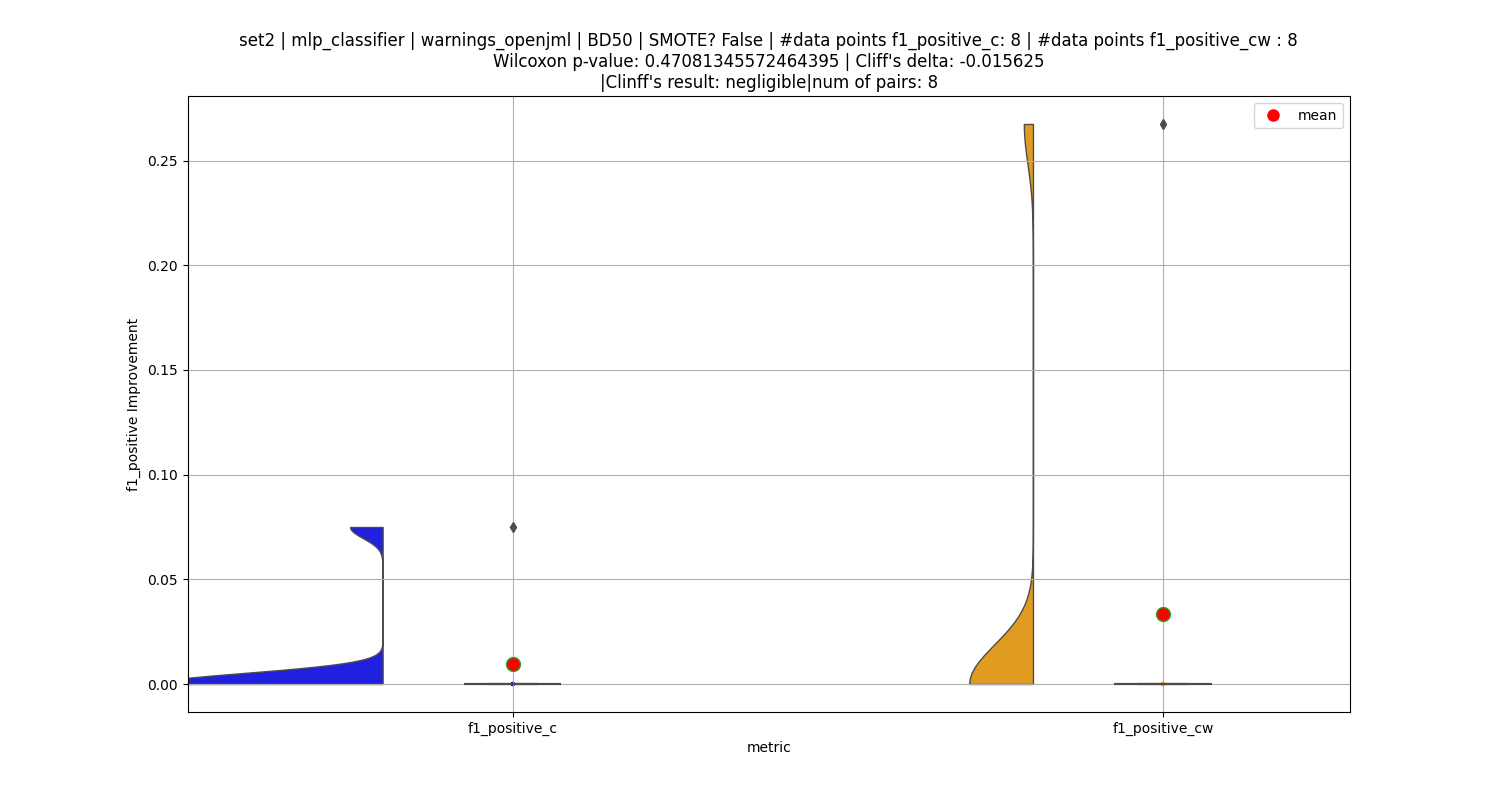 set2 | mlp_classifier | warnings_openjml | BD50 | SMOTE? False | #data points f1_positive_c: 8 | #data points f1_positive_cw : 8
Wilcoxon p-value: 0.47081345572464395 | Cliff's delta: -0.015625
|Clinff's result: negligible|num of pairs: 8
mean
0.25
0.20
0.15
0.10
0.05
0.00
f1_positive Improvement
f1_positive_c
f1_positive_cw
metric